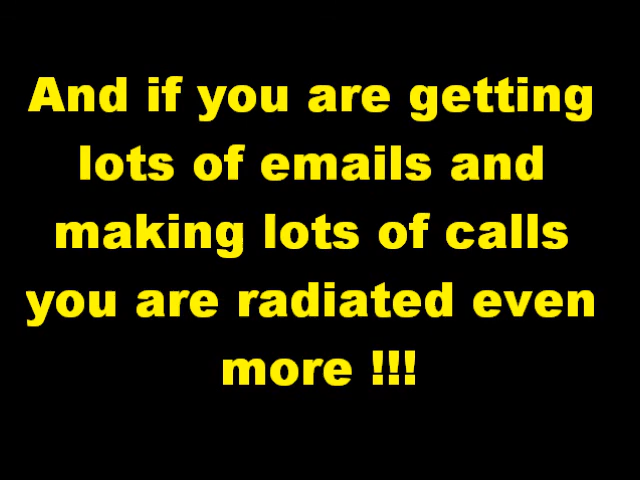 And if you are getting
lots of emails and
making lots of calls
you are radiated even
more !!!